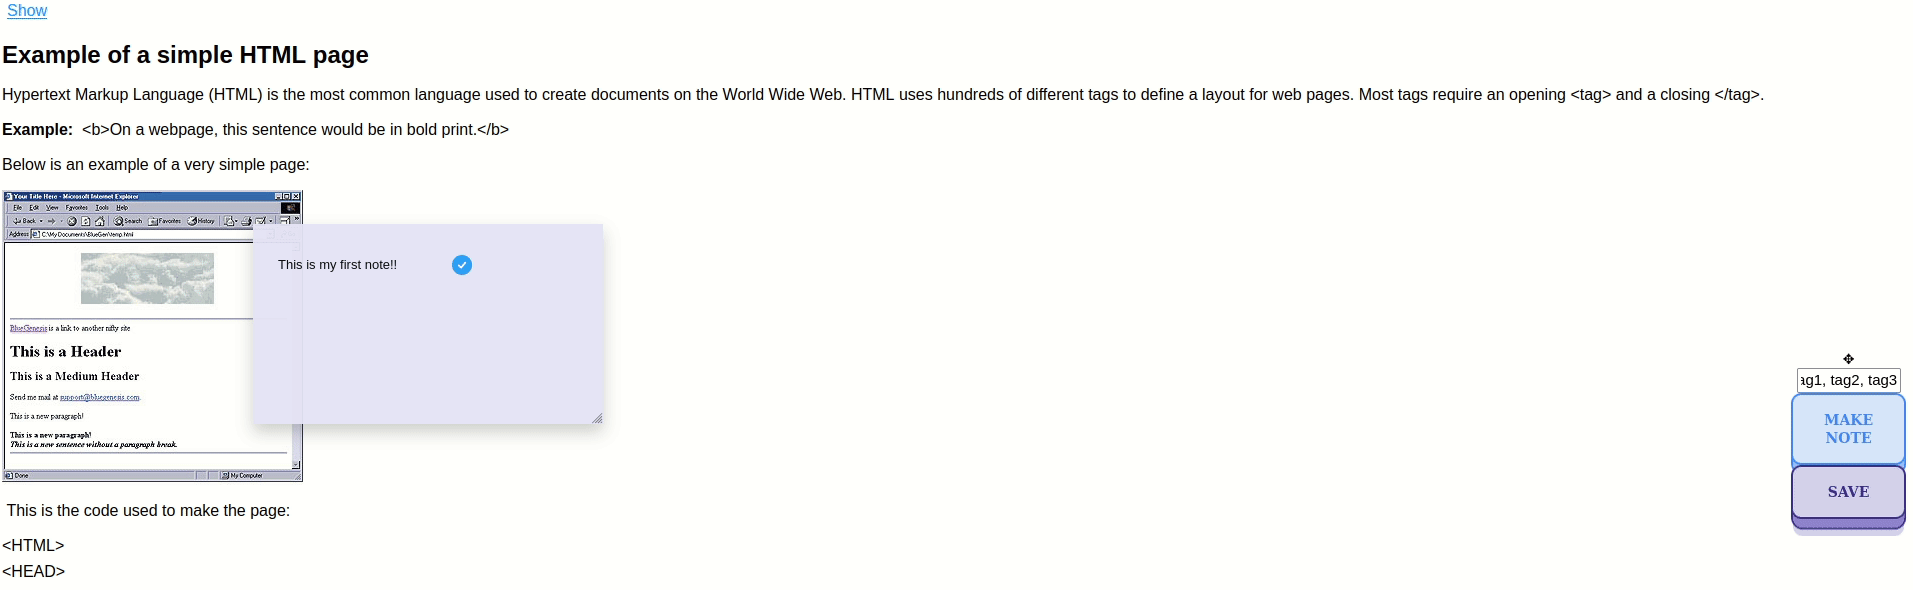 Show
Example of a simple HTML page
Hypertext Markup Language (HTML) is the most common language used to create documents on the World Wide Web. HTML uses hundreds of different tags to define a layout for web pages. Most tags require an opening <tag> and a closing </tag>.
Example: <b>On a webpage, this sentence would be in bold print.</b>
Below is an example of a very simple page:
Your Title Here - Microsoft Internet Explorer
File Edit View Favorites Tools Help
Back Search Favorites History
Address C:\My Documents\BlueGen\temp.html
This is my first note!!
BlueGenesis is a link to another nifty site
This is a Header
This is a Medium Header
Send me mail at support@bluegenesis.com.
This is a new paragraph!
This is a new paragraph!
This is a new sentence without a paragraph break.
Done My Computer
ag1, tag2, tag3
MAKE
NOTE
SAVE
This is the code used to make the page:
<HTML>
<HEAD>